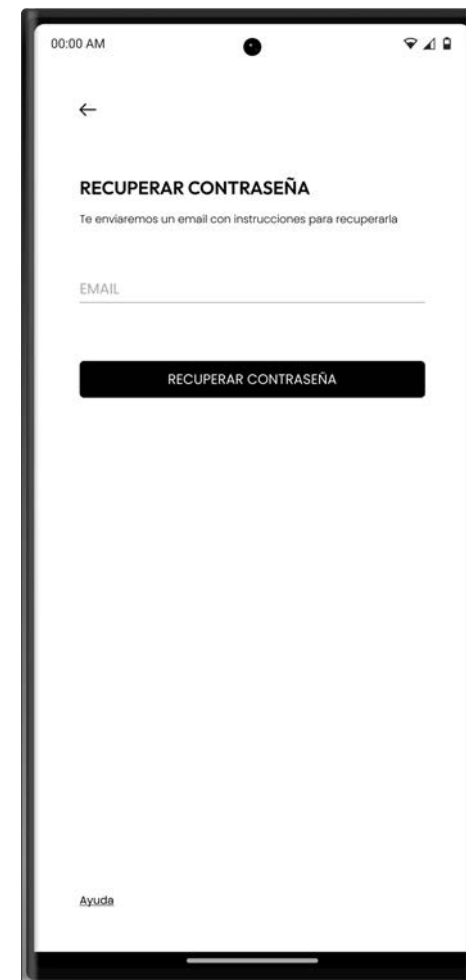 00:00 AM
RECUPERAR CONTRASEÑA
Te enviaremos un email con instrucciones para recuperarla
EMAIL
RECUPERAR CONTRASEÑA
Ayuda